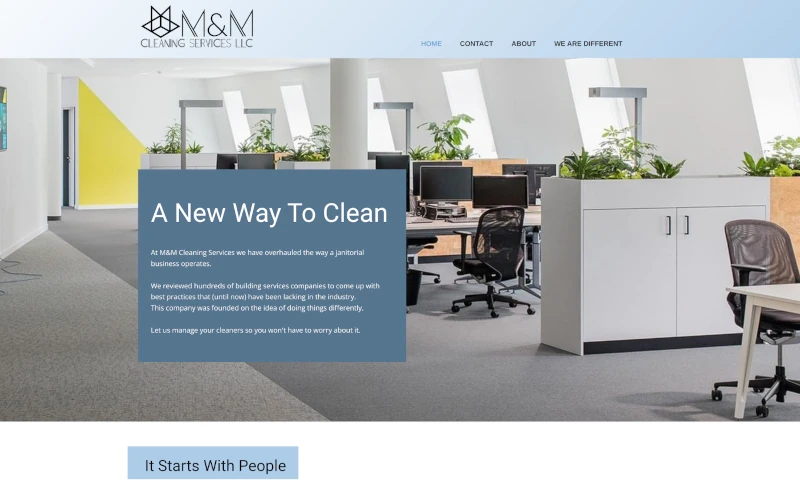 M&M
CLEANING SERVICES LLC
HOME CONTACT ABOUT WE ARE DIFFERENT
A New Way To Clean
At M&M Cleaning Services we have overhauled the way a janitorial
business operates.
We reviewed hundreds of building services companies to come up with
best practices that (until now) have been lacking in the industry.
This company was founded on the idea of doing things differently.
Let us manage your cleaners so you won't have to worry about it.
It Starts With People